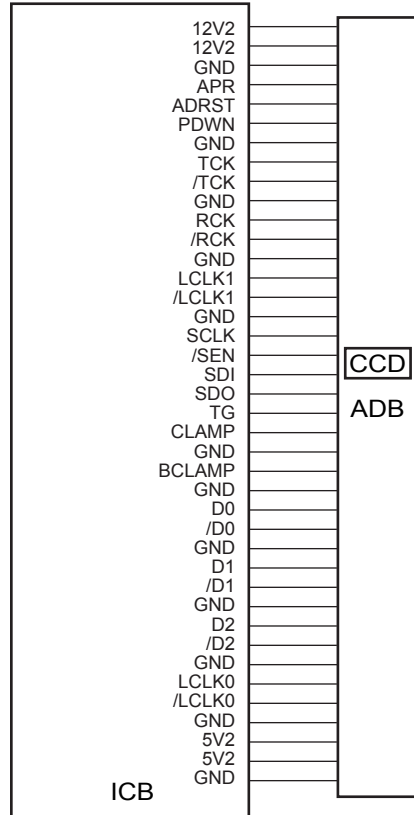 12V2
12V2
GND
APR
ADRST
PDWN
GND
TCK
/TCK
GND
RCK
/RCK
GND
LCLK1
/LCLK1
GND
SCLK
/SEN
SDI
SDO
TG
CLAMP
GND
BCLAMP
GND
D0
/D0
GND
D1
/D1
GND
D2
/D2
GND
LCLK0
/LCLK0
GND
5V2
5V2
GND
ICB
CCD
ADB